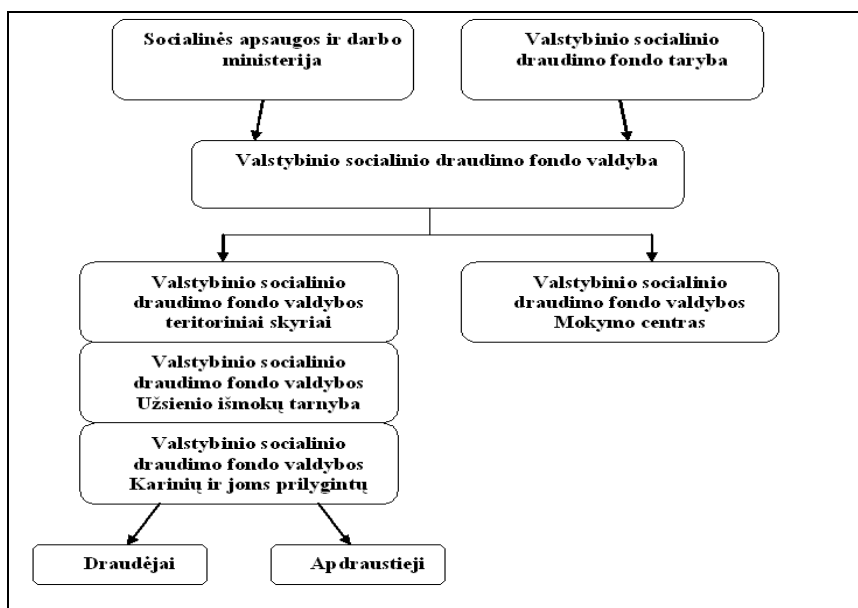 Socialinės apsaugos ir darbo
ministerija
Valstybinio socialinio
draudimo fondo taryba
Valstybinio socialinio draudimo fondo valdyba
Valstybinio socialinio
draudimo fondo valdybos
teritoriniai skyriai
Valstybinio socialinio
draudimo fondo valdybos
Mokymo centras
Valstybinio socialinio
draudimo fondo valdybos
Užsienio išmokų tarnyba
Valstybinio socialinio
draudimo fondo valdybos
Karinių ir joms prilygintų
Draudėjai
Apdraustieji